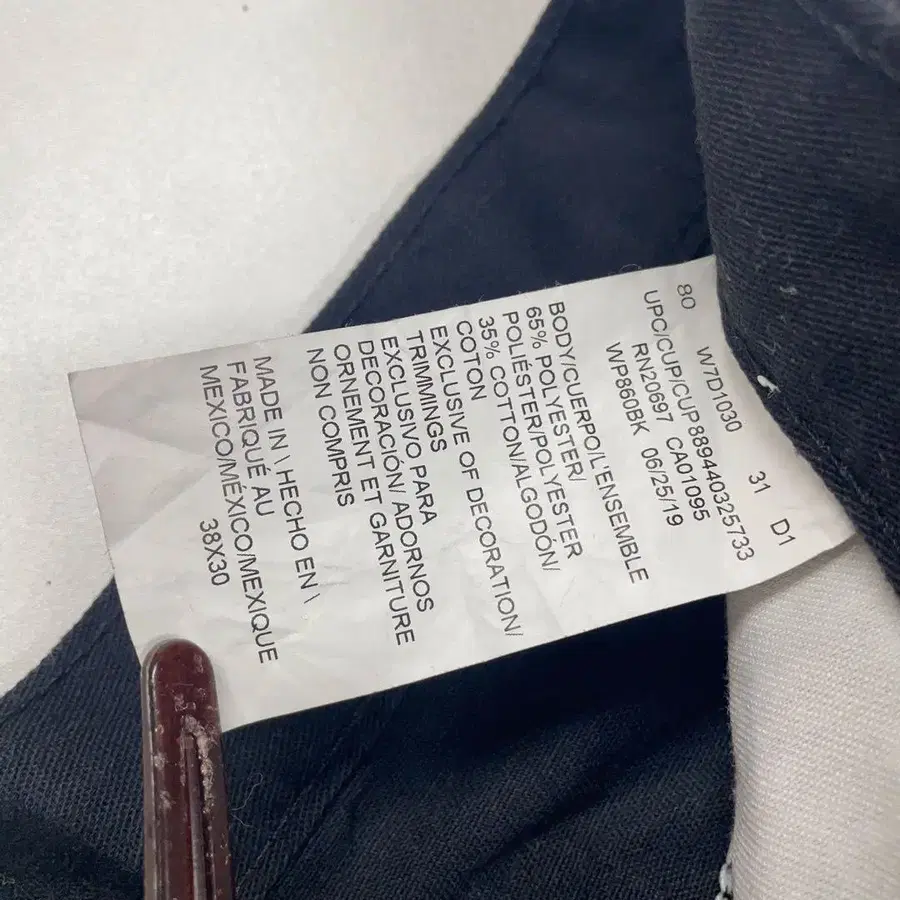 80 W7D1030 31 D1
UPC/CUP/CUP889440325733
RN20697 CA01095
WP860BK 06/25/19
BODY/CUERPO/L'ENSEMBLE
65% POLYESTER/
POLIÉSTER/POLYESTER
35% COTTON/ALGODÓN/
COTON
EXCLUSIVE OF DECORATION/
TRIMMINGS
EXCLUSIVO PARA
DECORACIÓN/ ADORNOS
ORNEMENT ET GARNITURE
NON COMPRIS
MADE IN \ HECHO EN \
FABRIQUÉ AU
MEXICO/MÉXICO/MEXIQUE
38X30